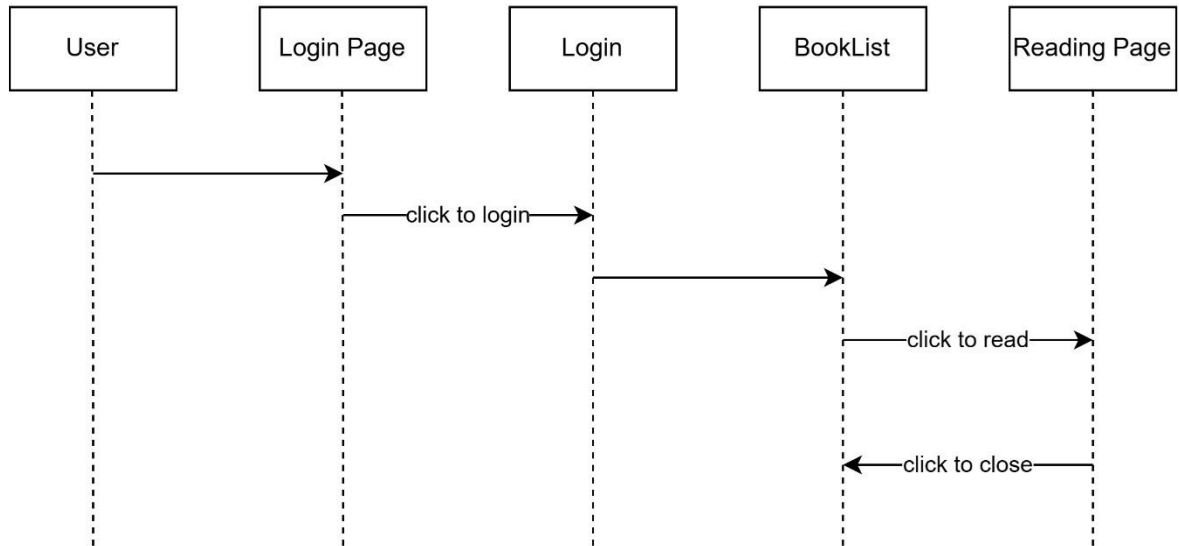 User
Login Page
Login
BookList
Reading Page
click to login
click to read
click to close